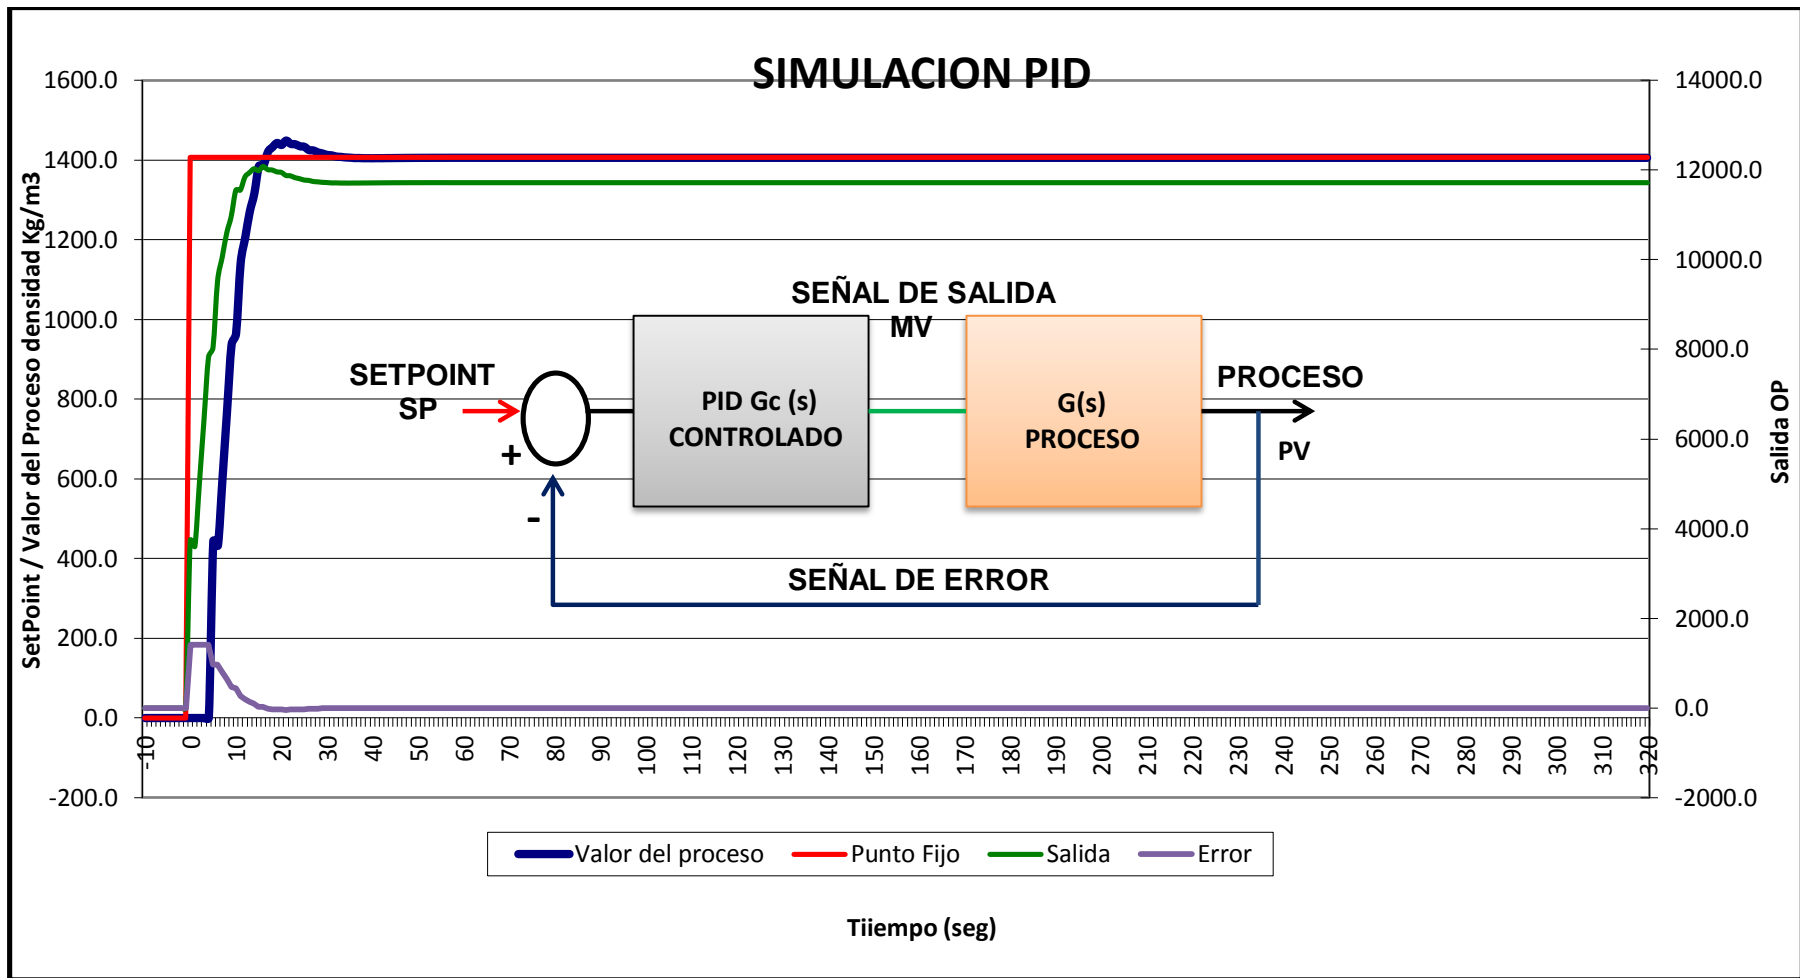 SIMULACION PID
1600.0
1400.0
1200.0
1000.0
800.0
600.0
400.0
200.0
0.0
-200.0
SetPoint / Valor del Proceso densidad Kg/m3
14000.0
12000.0
10000.0
8000.0
6000.0
4000.0
2000.0
0.0
-2000.0
Salida OP
SEÑAL DE SALIDA
MV
SETPOINT
SP
+
-
PID Gc (s)
CONTROLADO
G(s)
PROCESO
PROCESO
PV
SEÑAL DE ERROR
-10 0 10 20 30 40 50 60 70 80 90 100 110 120 130 140 150 160 170 180 190 200 210 220 230 240 250 260 270 280 290 300 310 320
Valor del proceso Punto Fijo Salida Error
Tiiempo (seg)